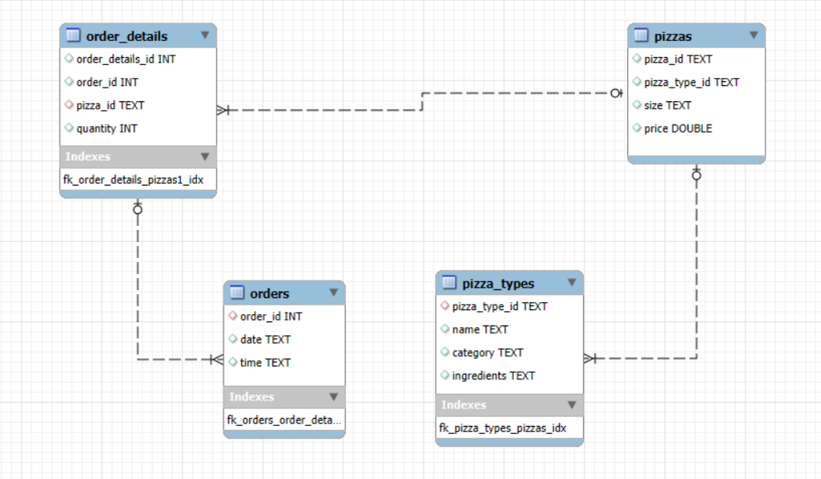 order_details
order_details_id INT
order_id INT
pizza_id TEXT
quantity INT
Indexes
fk_order_details_pizzas1_idx
pizzas
pizza_id TEXT
pizza_type_id TEXT
size TEXT
price DOUBLE
orders
order_id INT
date TEXT
time TEXT
Indexes
fk_orders_order_deta...
pizza_types
pizza_type_id TEXT
name TEXT
category TEXT
ingredients TEXT
Indexes
fk_pizza_types_pizzas_idx